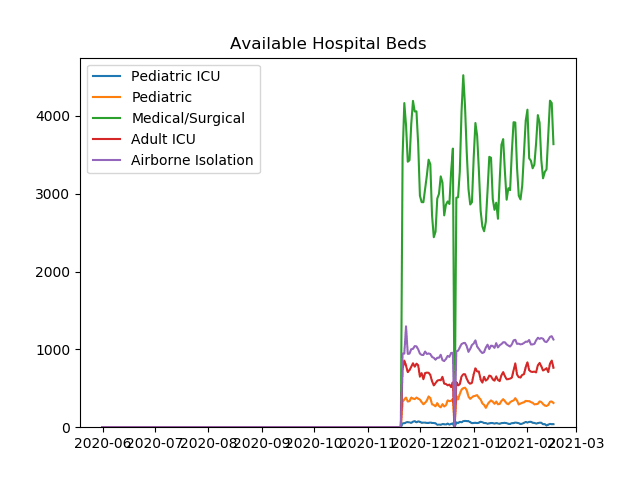 Available Hospital Beds
Pediatric ICU
Pediatric
Medical/Surgical
Adult ICU
Airborne Isolation
4000
3000
2000
1000
0
2020-06 2020-07 2020-08 2020-09 2020-10 2020-11 2020-12 2021-01 2021-02 2021-03